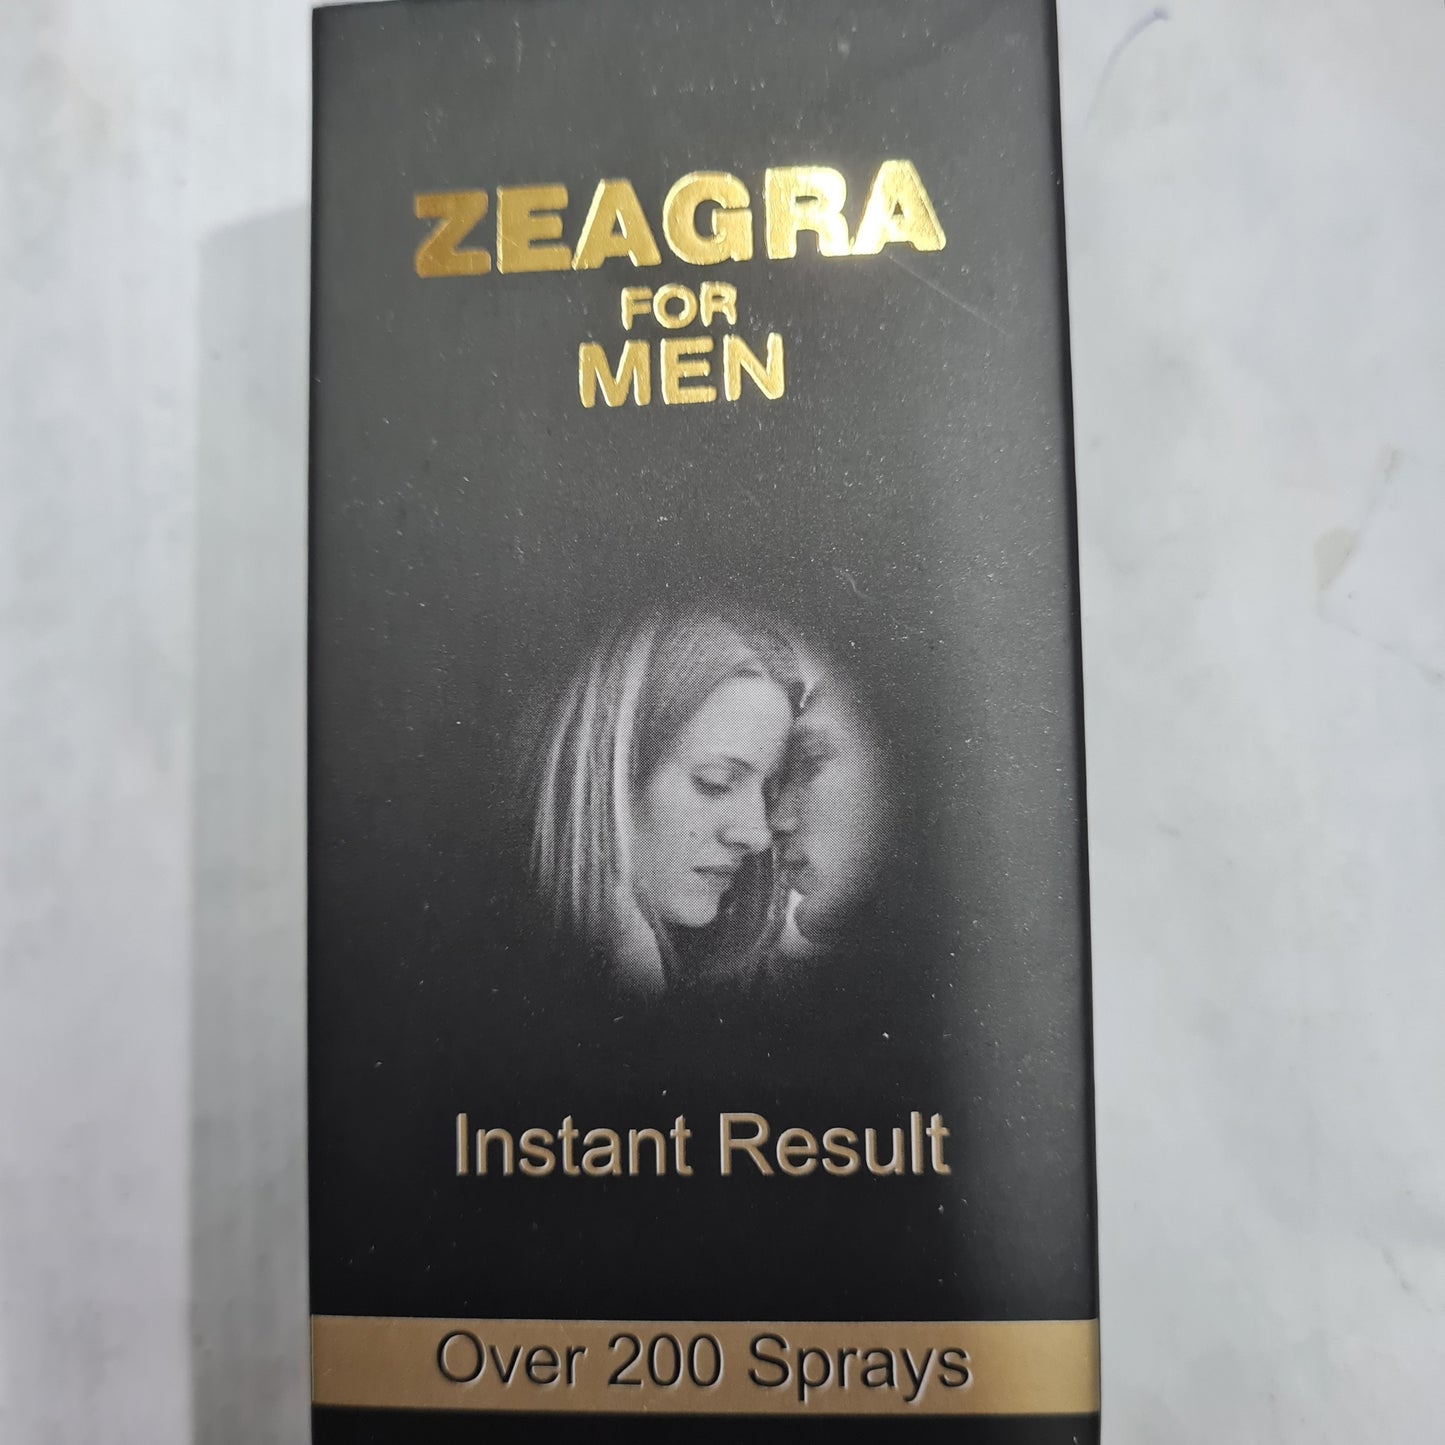 ZEAGRA
FOR
MEN
Instant Result
Over 200 Sprays